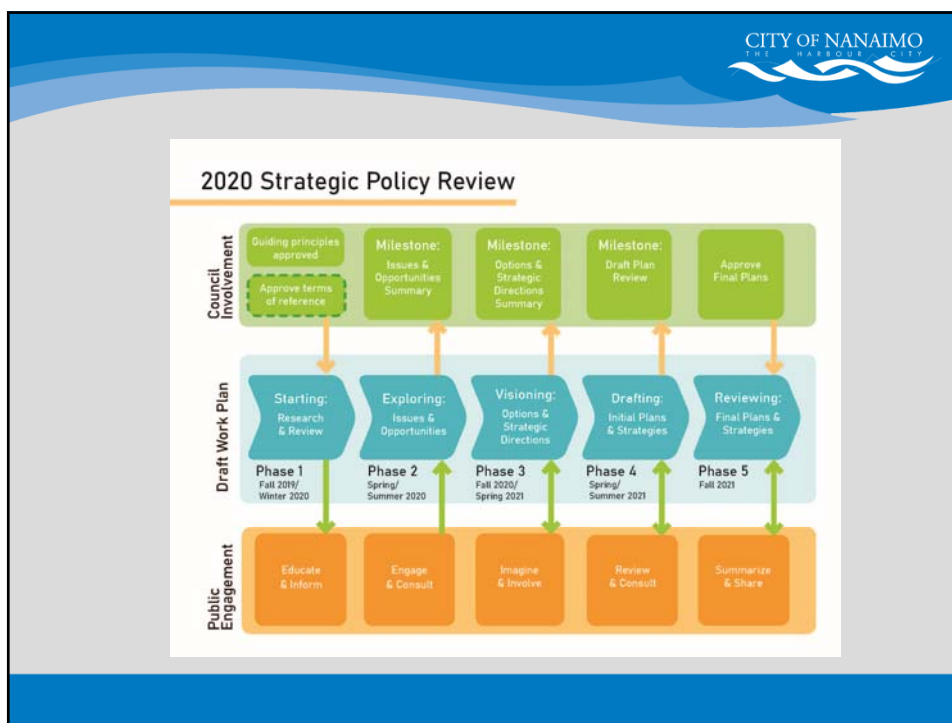 CITY OF NANAIMO
THE HARBOUR CITY
2020 Strategic Policy Review
Council
Involvement
Guiding principles
approved
Approve terms
of reference
Milestone:
Issues &
Opportunities
Summary
Milestone:
Options &
Strategic
Directions
Summary
Milestone:
Draft Plan
Review
Approve
Final Plans
Draft Work Plan
Starting:
Research
& Review
Exploring:
Issues &
Opportunities
Visioning:
Options &
Strategic
Directions
Drafting:
Initial Plans
& Strategies
Reviewing:
Final Plans &
Strategies
Phase 1
Fall 2019/
Winter 2020
Phase 2
Spring/
Summer 2020
Phase 3
Fall 2020/
Spring 2021
Phase 4
Spring/
Summer 2021
Phase 5
Fall 2021
Public
Engagement
Educate
& Inform
Engage
& Consult
Imagine
& Involve
Review
& Consult
Summarize
& Share